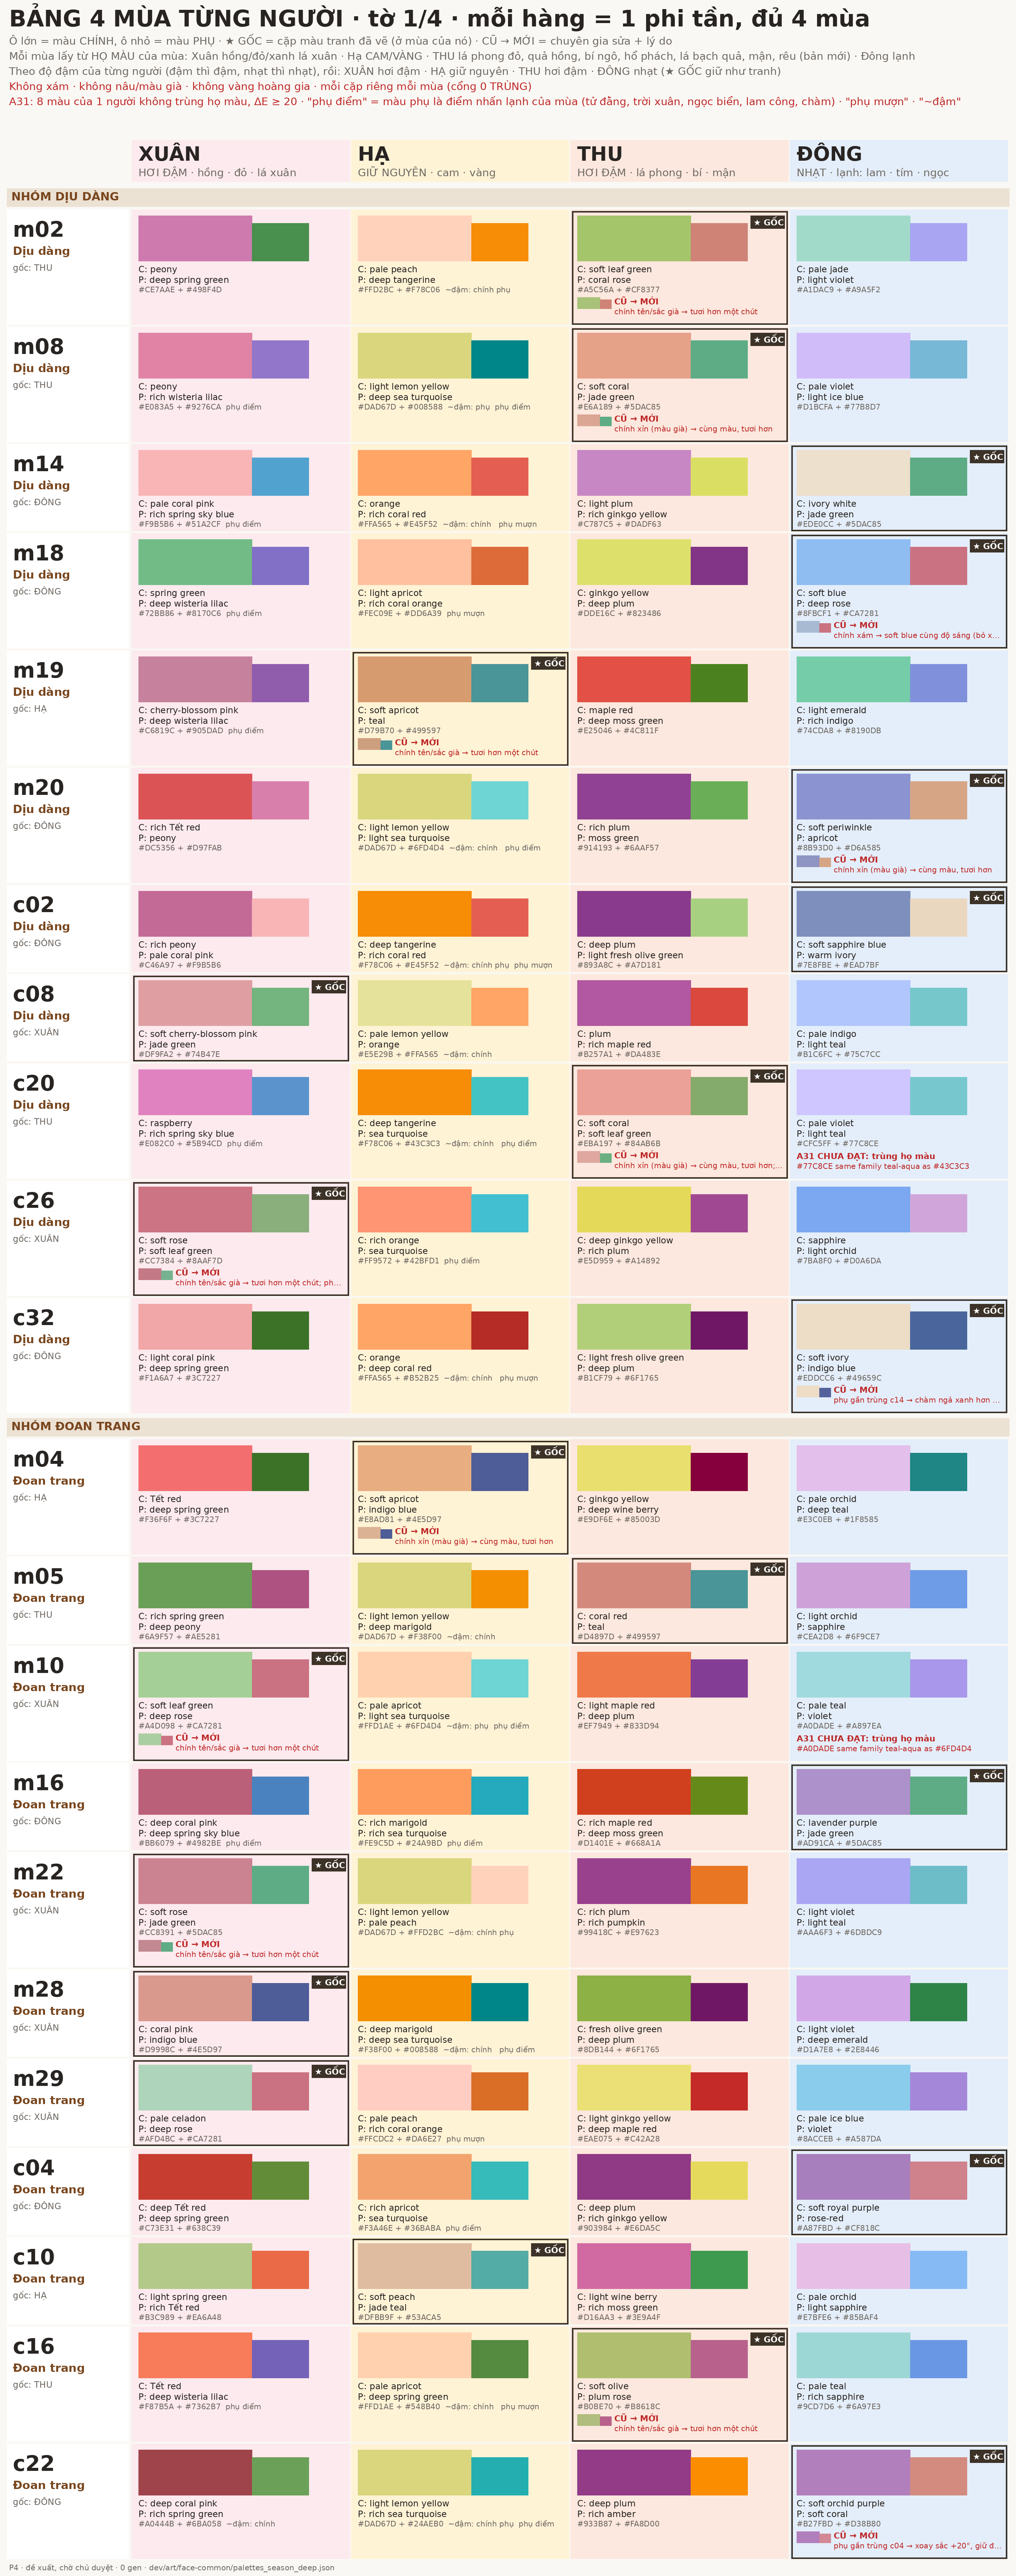 BẢNG 4 MÙA TỪNG NGƯỜI · tờ 1/4 · mỗi hàng = 1 phi tần, đủ 4 mùa
Ô lớn = màu CHÍNH, ô nhỏ = màu PHỤ · ★ GỐC = cặp màu tranh đã vẽ (ở mùa của nó) · CŨ → MỚI = chuyên gia sửa + lý do
Mỗi mùa lấy từ HỌ MÀU của mùa: Xuân hồng/đỏ/xanh lá xuân · Hạ CAM/VÀNG · THU lá phong đỏ, quả hồng, bí ngô, hổ phách, lá bạch quả, mận, rêu (bản mới) · Đông lạnh
Theo độ đậm của từng người (đậm thì đậm, nhạt thì nhạt), rồi: XUÂN hơi đậm · HẠ giữ nguyên · THU hơi đậm · ĐÔNG nhạt (★ GỐC giữ như tranh)
Không xám · không nâu/màu già · không vàng hoàng gia · mỗi cặp riêng mỗi mùa (cổng 0 TRÙNG)
A31: 8 màu của 1 người không trùng họ màu, ΔE ≥ 20 · "phụ điểm" = màu phụ là điểm nhấn lạnh của mùa (tử đằng, trời xuân, ngọc biển, lam công, chàm) · "phụ mượn" · "~đậm"
XUÂN
HƠI ĐẬM · hồng · đỏ · lá xuân
HẠ
GIỮ NGUYÊN · cam · vàng
THU
HƠI ĐẬM · lá phong · bí · mận
ĐÔNG
NHẠT · lạnh: lam · tím · ngọc
NHÓM DỊU DÀNG
m02
Dịu dàng
gốc: THU
C: peony
P: deep spring green
#CE7AAE + #498F4D
C: pale peach
P: deep tangerine
#FFD2BC + #F78C06 ~đậm: chính phụ
★ GỐC
C: soft leaf green
P: coral rose
#A5C56A + #CF8377
CŨ → MỚI
chính tên/sắc già → tươi hơn một chút
C: pale jade
P: light violet
#A1DAC9 + #A9A5F2
m08
Dịu dàng
gốc: THU
C: peony
P: rich wisteria lilac
#E083A5 + #9276CA phụ điểm
C: light lemon yellow
P: deep sea turquoise
#DAD67D + #008588 ~đậm: phụ phụ điểm
★ GỐC
C: soft coral
P: jade green
#E6A189 + #5DAC85
CŨ → MỚI
chính xỉn (màu già) → cùng màu, tươi hơn
C: pale violet
P: light ice blue
#D1BCFA + #77B8D7
m14
Dịu dàng
gốc: ĐÔNG
C: pale coral pink
P: rich spring sky blue
#F9B5B6 + #51A2CF phụ điểm
C: orange
P: rich coral red
#FFA565 + #E45F52 ~đậm: chính phụ mượn
C: light plum
P: rich ginkgo yellow
#C787C5 + #DADF63
★ GỐC
C: ivory white
P: jade green
#EDE0CC + #5DAC85
m18
Dịu dàng
gốc: ĐÔNG
C: spring green
P: deep wisteria lilac
#72BB86 + #8170C6 phụ điểm
C: light apricot
P: rich coral orange
#FEC09E + #DD6A39 phụ mượn
C: ginkgo yellow
P: deep plum
#DDE16C + #823486
★ GỐC
C: soft blue
P: deep rose
#8FBCF1 + #CA7281
CŨ → MỚI
chính xám → soft blue cùng độ sáng (bỏ x...
m19
Dịu dàng
gốc: HẠ
C: cherry-blossom pink
P: deep wisteria lilac
#C6819C + #905DAD phụ điểm
★ GỐC
C: soft apricot
P: teal
#D79B70 + #499597
CŨ → MỚI
chính tên/sắc già → tươi hơn một chút
C: maple red
P: deep moss green
#E25046 + #4C811F
C: light emerald
P: rich indigo
#74CDA8 + #8190DB
m20
Dịu dàng
gốc: ĐÔNG
C: rich Tết red
P: peony
#DC5356 + #D97FAB
C: light lemon yellow
P: light sea turquoise
#DAD67D + #6FD4D4 ~đậm: chính phụ điểm
C: rich plum
P: moss green
#914193 + #6AAF57
★ GỐC
C: soft periwinkle
P: apricot
#8B93D0 + #D6A585
CŨ → MỚI
chính xỉn (màu già) → cùng màu, tươi hơn
c02
Dịu dàng
gốc: ĐÔNG
C: rich peony
P: pale coral pink
#C46A97 + #F9B5B6
C: deep tangerine
P: rich coral red
#F78C06 + #E45F52 ~đậm: chính phụ phụ mượn
C: deep plum
P: light fresh olive green
#893A8C + #A7D181
★ GỐC
C: soft sapphire blue
P: warm ivory
#7E8FBE + #EAD7BF
c08
Dịu dàng
gốc: XUÂN
★ GỐC
C: soft cherry-blossom pink
P: jade green
#DF9FA2 + #74B47E
C: pale lemon yellow
P: orange
#E5E29B + #FFA565 ~đậm: chính
C: plum
P: rich maple red
#B257A1 + #DA483E
C: pale indigo
P: light teal
#B1C6FC + #75C7CC
c20
Dịu dàng
gốc: THU
C: raspberry
P: rich spring sky blue
#E082C0 + #5B94CD phụ điểm
C: deep tangerine
P: sea turquoise
#F78C06 + #43C3C3 ~đậm: chính phụ điểm
★ GỐC
C: soft coral
P: soft leaf green
#EBA197 + #84AB6B
CŨ → MỚI
chính xỉn (màu già) → cùng màu, tươi hơn;...
C: pale violet
P: light teal
#CFC5FF + #77C8CE
A31 CHƯA ĐẠT: trùng họ màu
#77C8CE same family teal-aqua as #43C3C3
c26
Dịu dàng
gốc: XUÂN
★ GỐC
C: soft rose
P: soft leaf green
#CC7384 + #8AAF7D
CŨ → MỚI
chính tên/sắc già → tươi hơn một chút; ph...
C: rich orange
P: sea turquoise
#FF9572 + #42BFD1 phụ điểm
C: deep ginkgo yellow
P: rich plum
#E5D959 + #A14892
C: sapphire
P: light orchid
#7BA8F0 + #D0A6DA
c32
Dịu dàng
gốc: ĐÔNG
C: light coral pink
P: deep spring green
#F1A6A7 + #3C7227
C: orange
P: deep coral red
#FFA565 + #B52B25 ~đậm: chính phụ mượn
C: light fresh olive green
P: deep plum
#B1CF79 + #6F1765
★ GỐC
C: soft ivory
P: indigo blue
#EDDCC6 + #49659C
CŨ → MỚI
phụ gần trùng c14 → chàm ngả xanh hơn ...
NHÓM ĐOAN TRANG
m04
Đoan trang
gốc: HẠ
C: Tết red
P: deep spring green
#F36F6F + #3C7227
★ GỐC
C: soft apricot
P: indigo blue
#E8AD81 + #4E5D97
CŨ → MỚI
chính xỉn (màu già) → cùng màu, tươi hơn
C: ginkgo yellow
P: deep wine berry
#E9DF6E + #85003D
C: pale orchid
P: deep teal
#E3C0EB + #1F8585
m05
Đoan trang
gốc: THU
C: rich spring green
P: deep peony
#6A9F57 + #AE5281
C: light lemon yellow
P: deep marigold
#DAD67D + #F38F00 ~đậm: chính
★ GỐC
C: coral red
P: teal
#D4897D + #499597
C: light orchid
P: sapphire
#CEA2D8 + #6F9CE7
m10
Đoan trang
gốc: XUÂN
★ GỐC
C: soft leaf green
P: deep rose
#A4D098 + #CA7281
CŨ → MỚI
chính tên/sắc già → tươi hơn một chút
C: pale apricot
P: light sea turquoise
#FFD1AE + #6FD4D4 ~đậm: phụ phụ điểm
C: light maple red
P: deep plum
#EF7949 + #833D94
C: pale teal
P: violet
#A0DADE + #A897EA
A31 CHƯA ĐẠT: trùng họ màu
#A0DADE same family teal-aqua as #6FD4D4
m16
Đoan trang
gốc: ĐÔNG
C: deep coral pink
P: deep spring sky blue
#BB6079 + #4982BE phụ điểm
C: rich marigold
P: rich sea turquoise
#FE9C5D + #24A9BD phụ điểm
C: rich maple red
P: deep moss green
#D1401E + #668A1A
★ GỐC
C: lavender purple
P: jade green
#AD91CA + #5DAC85
m22
Đoan trang
gốc: XUÂN
★ GỐC
C: soft rose
P: jade green
#CC8391 + #5DAC85
CŨ → MỚI
chính tên/sắc già → tươi hơn một chút
C: light lemon yellow
P: pale peach
#DAD67D + #FFD2BC ~đậm: chính phụ
C: rich plum
P: rich pumpkin
#99418C + #E97623
C: light violet
P: light teal
#AAA6F3 + #6DBDC9
m28
Đoan trang
gốc: XUÂN
★ GỐC
C: coral pink
P: indigo blue
#D9998C + #4E5D97
C: deep marigold
P: deep sea turquoise
#F38F00 + #008588 ~đậm: chính phụ điểm
C: fresh olive green
P: deep plum
#8DB144 + #6F1765
C: light violet
P: deep emerald
#D1A7E8 + #2E8446
m29
Đoan trang
gốc: XUÂN
★ GỐC
C: pale celadon
P: deep rose
#AFD4BC + #CA7281
C: pale peach
P: rich coral orange
#FFCDC2 + #DA6E27 phụ mượn
C: light ginkgo yellow
P: deep maple red
#EAE075 + #C42A28
C: pale ice blue
P: violet
#8ACCEB + #A587DA
c04
Đoan trang
gốc: ĐÔNG
C: deep Tết red
P: deep spring green
#C73E31 + #638C39
C: rich apricot
P: sea turquoise
#F3A46E + #36BABA phụ điểm
C: deep plum
P: rich ginkgo yellow
#903984 + #E6DA5C
★ GỐC
C: soft royal purple
P: rose-red
#A87FBD + #CF818C
c10
Đoan trang
gốc: HẠ
C: light spring green
P: rich Tết red
#B3C989 + #EA6A48
★ GỐC
C: soft peach
P: jade teal
#DFBB9F + #53ACA5
C: light wine berry
P: rich moss green
#D16AA3 + #3E9A4F
C: pale orchid
P: light sapphire
#E7BFE6 + #85BAF4
c16
Đoan trang
gốc: THU
C: Tết red
P: deep wisteria lilac
#F87B5A + #7362B7 phụ điểm
C: pale apricot
P: deep spring green
#FFD1AE + #548B40 ~đậm: chính phụ mượn
★ GỐC
C: soft olive
P: plum rose
#B0BE70 + #B8618C
CŨ → MỚI
chính tên/sắc già → tươi hơn một chút
C: pale teal
P: rich sapphire
#9CD7D6 + #6A97E3
c22
Đoan trang
gốc: ĐÔNG
C: deep coral pink
P: rich spring green
#A0444B + #6BA058 ~đậm: chính
C: light lemon yellow
P: rich sea turquoise
#DAD67D + #24AEB0 ~đậm: chính phụ phụ điểm
C: deep plum
P: rich amber
#933B87 + #FA8D00
★ GỐC
C: soft orchid purple
P: soft coral
#B27FBD + #D38B80
CŨ → MỚI
phụ gần trùng c04 → xoay sắc +20°, giữ đ...
P4 · đề xuất, chờ chủ duyệt · 0 gen · dev/art/face-common/palettes_season_deep.json